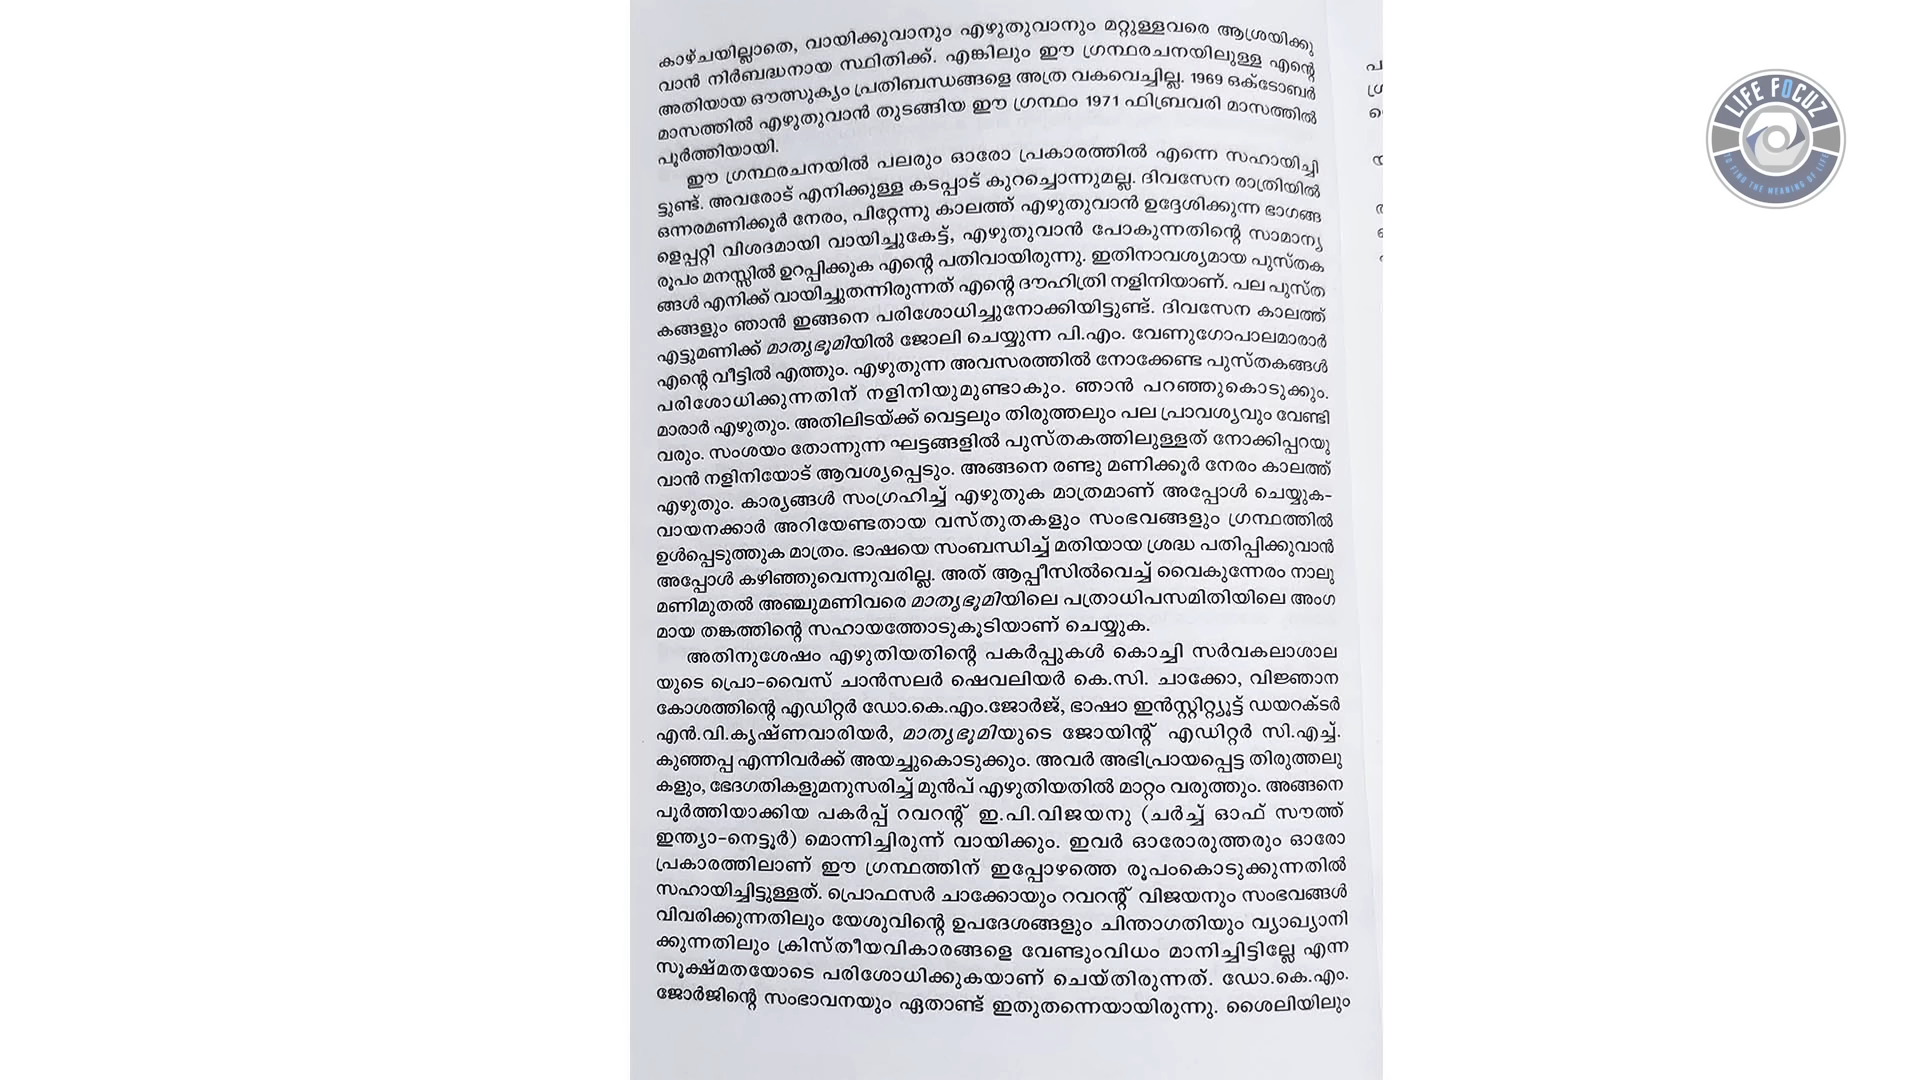 കാഴ്ചയില്ലാതെ, വായിക്കുവാനും എഴുതുവാനും മറ്റുള്ളവരെ ആശ്രയിക്കു
വാൻ നിർബദ്ധനായ സ്ഥിതിക്ക്. എങ്കിലും ഈ ഗ്രന്ഥരചനയിലുള്ള എന്റെ
അതിയായ ഔത്സുക്യം പ്രതിബന്ധങ്ങളെ അത്ര വകവെച്ചില്ല. 1969 ഒക്ടോബർ
മാസത്തിൽ എഴുതുവാൻ തുടങ്ങിയ ഈ ഗ്രന്ഥം 1971 ഫിബ്രവരി മാസത്തിൽ
പൂർത്തിയായി.
ഈ ഗ്രന്ഥരചനയിൽ പലരും ഓരോ പ്രകാരത്തിൽ എന്നെ സഹായിച്ചി
ട്ടുണ്ട്. അവരോട് എനിക്കുള്ള കടപ്പാട് കുറച്ചൊന്നുമല്ല. ദിവസേന രാത്രിയിൽ
ഒന്നരമണിക്കൂർ നേരം, പിറ്റേന്നു കാലത്ത് എഴുതുവാൻ ഉദ്ദേശിക്കുന്ന ഭാഗങ്ങ
ളെപ്പറ്റി വിശദമായി വായിച്ചുകേട്ട്, എഴുതുവാൻ പോകുന്നതിന്റെ സാമാന്യ
രൂപം മനസ്സിൽ ഉറപ്പിക്കുക എന്റെ പതിവായിരുന്നു. ഇതിനാവശ്യമായ പുസ്തക
ങ്ങൾ എനിക്ക് വായിച്ചുതന്നിരുന്നത് എന്റെ ദൗഹിത്രി നളിനിയാണ്. പല പുസ്ത
കങ്ങളും ഞാൻ ഇങ്ങനെ പരിശോധിച്ചുനോക്കിയിട്ടുണ്ട്. ദിവസേന കാലത്ത്
എട്ടുമണിക്ക് മാതൃഭൂമിയിൽ ജോലി ചെയ്യുന്ന പി.എം. വേണുഗോപാലമാരാർ
എന്റെ വീട്ടിൽ എത്തും. എഴുതുന്ന അവസരത്തിൽ നോക്കേണ്ട പുസ്തകങ്ങൾ
പരിശോധിക്കുന്നതിന് നളിനിയുമുണ്ടാകും. ഞാൻ പറഞ്ഞുകൊടുക്കും.
മാരാർ എഴുതും. അതിലിടയ്ക്ക് വെട്ടലും തിരുത്തലും പല പ്രാവശ്യവും വേണ്ടി
വരും. സംശയം തോന്നുന്ന ഘട്ടങ്ങളിൽ പുസ്തകത്തിലുള്ളത് നോക്കിപ്പറയു
വാൻ നളിനിയോട് ആവശ്യപ്പെടും. അങ്ങനെ രണ്ടു മണിക്കൂർ നേരം കാലത്ത്
എഴുതും. കാര്യങ്ങൾ സംഗ്രഹിച്ച് എഴുതുക മാത്രമാണ് അപ്പോൾ ചെയ്യുക-
വായനക്കാർ അറിയേണ്ടതായ വസ്തുതകളും സംഭവങ്ങളും ഗ്രന്ഥത്തിൽ
ഉൾപ്പെടുത്തുക മാത്രം. ഭാഷയെ സംബന്ധിച്ച് മതിയായ ശ്രദ്ധ പതിപ്പിക്കുവാൻ
അപ്പോൾ കഴിഞ്ഞുവെന്നുവരില്ല. അത് ആപ്പീസിൽവെച്ച് വൈകുന്നേരം നാലു
മണിമുതൽ അഞ്ചുമണിവരെ മാതൃഭൂമിയിലെ പത്രാധിപസമിതിയിലെ അംഗ
മായ തങ്കത്തിന്റെ സഹായത്തോടുകൂടിയാണ് ചെയ്യുക.
അതിനുശേഷം എഴുതിയതിന്റെ പകർപ്പുകൾ കൊച്ചി സർവകലാശാല
യുടെ പ്രൊ-വൈസ് ചാൻസലർ ഷെവലിയർ കെ.സി. ചാക്കോ, വിജ്ഞാന
കോശത്തിന്റെ എഡിറ്റർ ഡോ.കെ.എം.ജോർജ്, ഭാഷാ ഇൻസ്റ്റിറ്റ്യൂട്ട് ഡയറക്ടർ
എൻ.വി.കൃഷ്ണവാരിയർ, മാതൃഭൂമിയുടെ ജോയിന്റ് എഡിറ്റർ സി.എച്ച്.
കുഞ്ഞപ്പ എന്നിവർക്ക് അയച്ചുകൊടുക്കും. അവർ അഭിപ്രായപ്പെട്ട തിരുത്തലു
കളും, ഭേദഗതികളുമനുസരിച്ച് മുൻപ് എഴുതിയതിൽ മാറ്റം വരുത്തും. അങ്ങനെ
പൂർത്തിയാക്കിയ പകർപ്പ് റവറന്റ് ഇ.പി.വിജയനു (ചർച്ച് ഓഫ് സൗത്ത്
ഇന്ത്യാ-നെട്ടൂർ) മൊന്നിച്ചിരുന്ന് വായിക്കും. ഇവർ ഓരോരുത്തരും ഓരോ
പ്രകാരത്തിലാണ് ഈ ഗ്രന്ഥത്തിന് ഇപ്പോഴത്തെ രൂപംകൊടുക്കുന്നതിൽ
സഹായിച്ചിട്ടുള്ളത്. പ്രൊഫസർ ചാക്കോയും റവറന്റ് വിജയനും സംഭവങ്ങൾ
വിവരിക്കുന്നതിലും യേശുവിന്റെ ഉപദേശങ്ങളും ചിന്താഗതിയും വ്യാഖ്യാനി
ക്കുന്നതിലും ക്രിസ്തീയവികാരങ്ങളെ വേണ്ടുംവിധം മാനിച്ചിട്ടില്ലേ എന്ന
സൂക്ഷ്മതയോടെ പരിശോധിക്കുകയാണ് ചെയ്തിരുന്നത്. ഡോ.കെ.എം.
ജോർജിന്റെ സംഭാവനയും ഏതാണ്ട് ഇതുതന്നെയായിരുന്നു. ശൈലിയിലും
LIFE FOCUZ
TO FIND THE MEANING OF LIFE